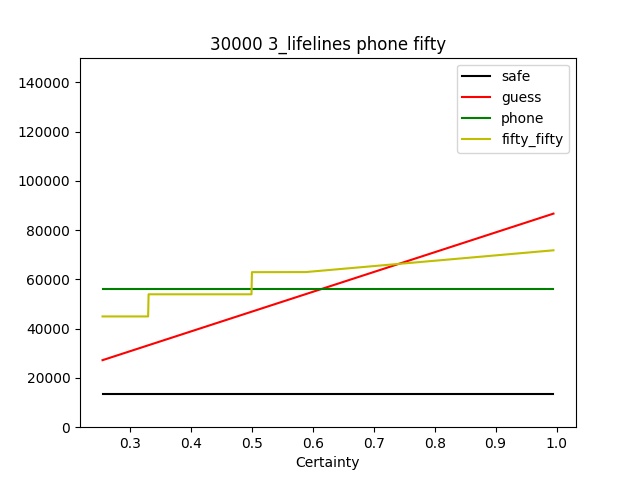 30000 3_lifelines phone fifty
140000
120000
100000
80000
60000
40000
20000
0
safe
guess
phone
fifty_fifty
0.3 0.4 0.5 0.6 0.7 0.8 0.9 1.0
Certainty